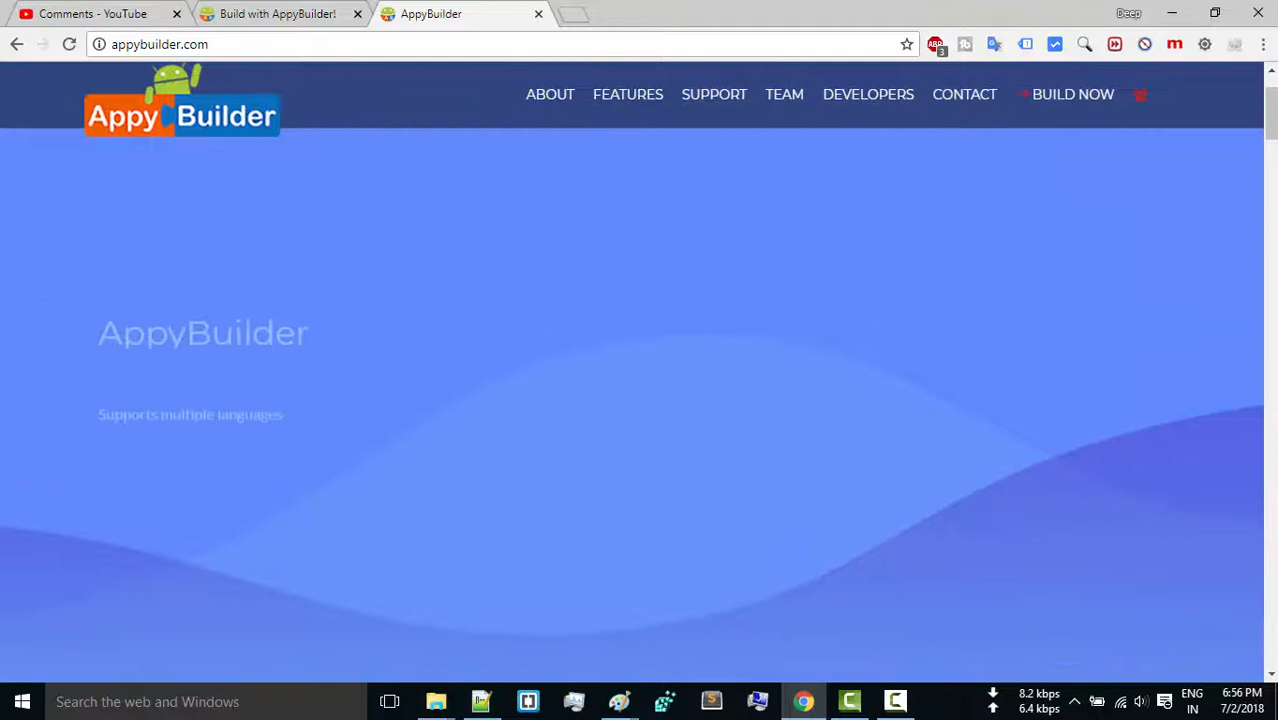 Comments - YouTube
Build with AppyBuilder!
AppyBuilder
Deep
appybuilder.com
3
Appy Builder
ABOUT FEATURES SUPPORT TEAM DEVELOPERS CONTACT BUILD NOW
AppyBuilder
Supports multiple languages
Search the web and Windows
8.2 kbps
6.4 kbps
ENG
IN
6:56 PM
7/2/2018